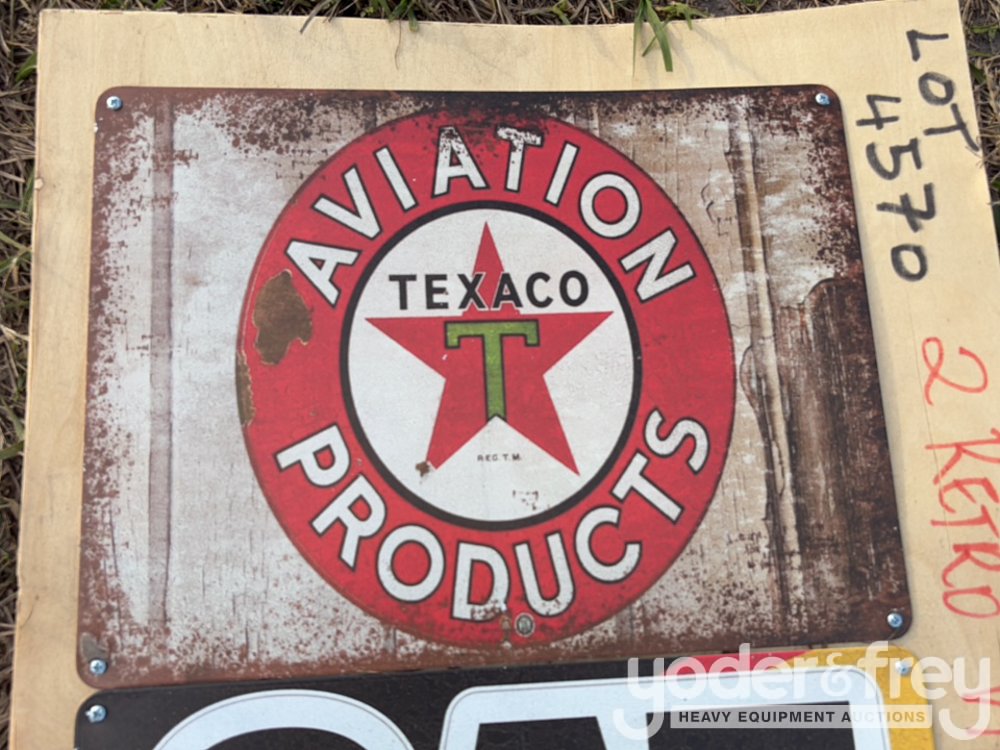 AVIATION
TEXACO
T
REG. T.M.
PRODUCTS
LOT
4570
2 RETRO
yoder&frey
HEAVY EQUIPMENT AUCTIONS